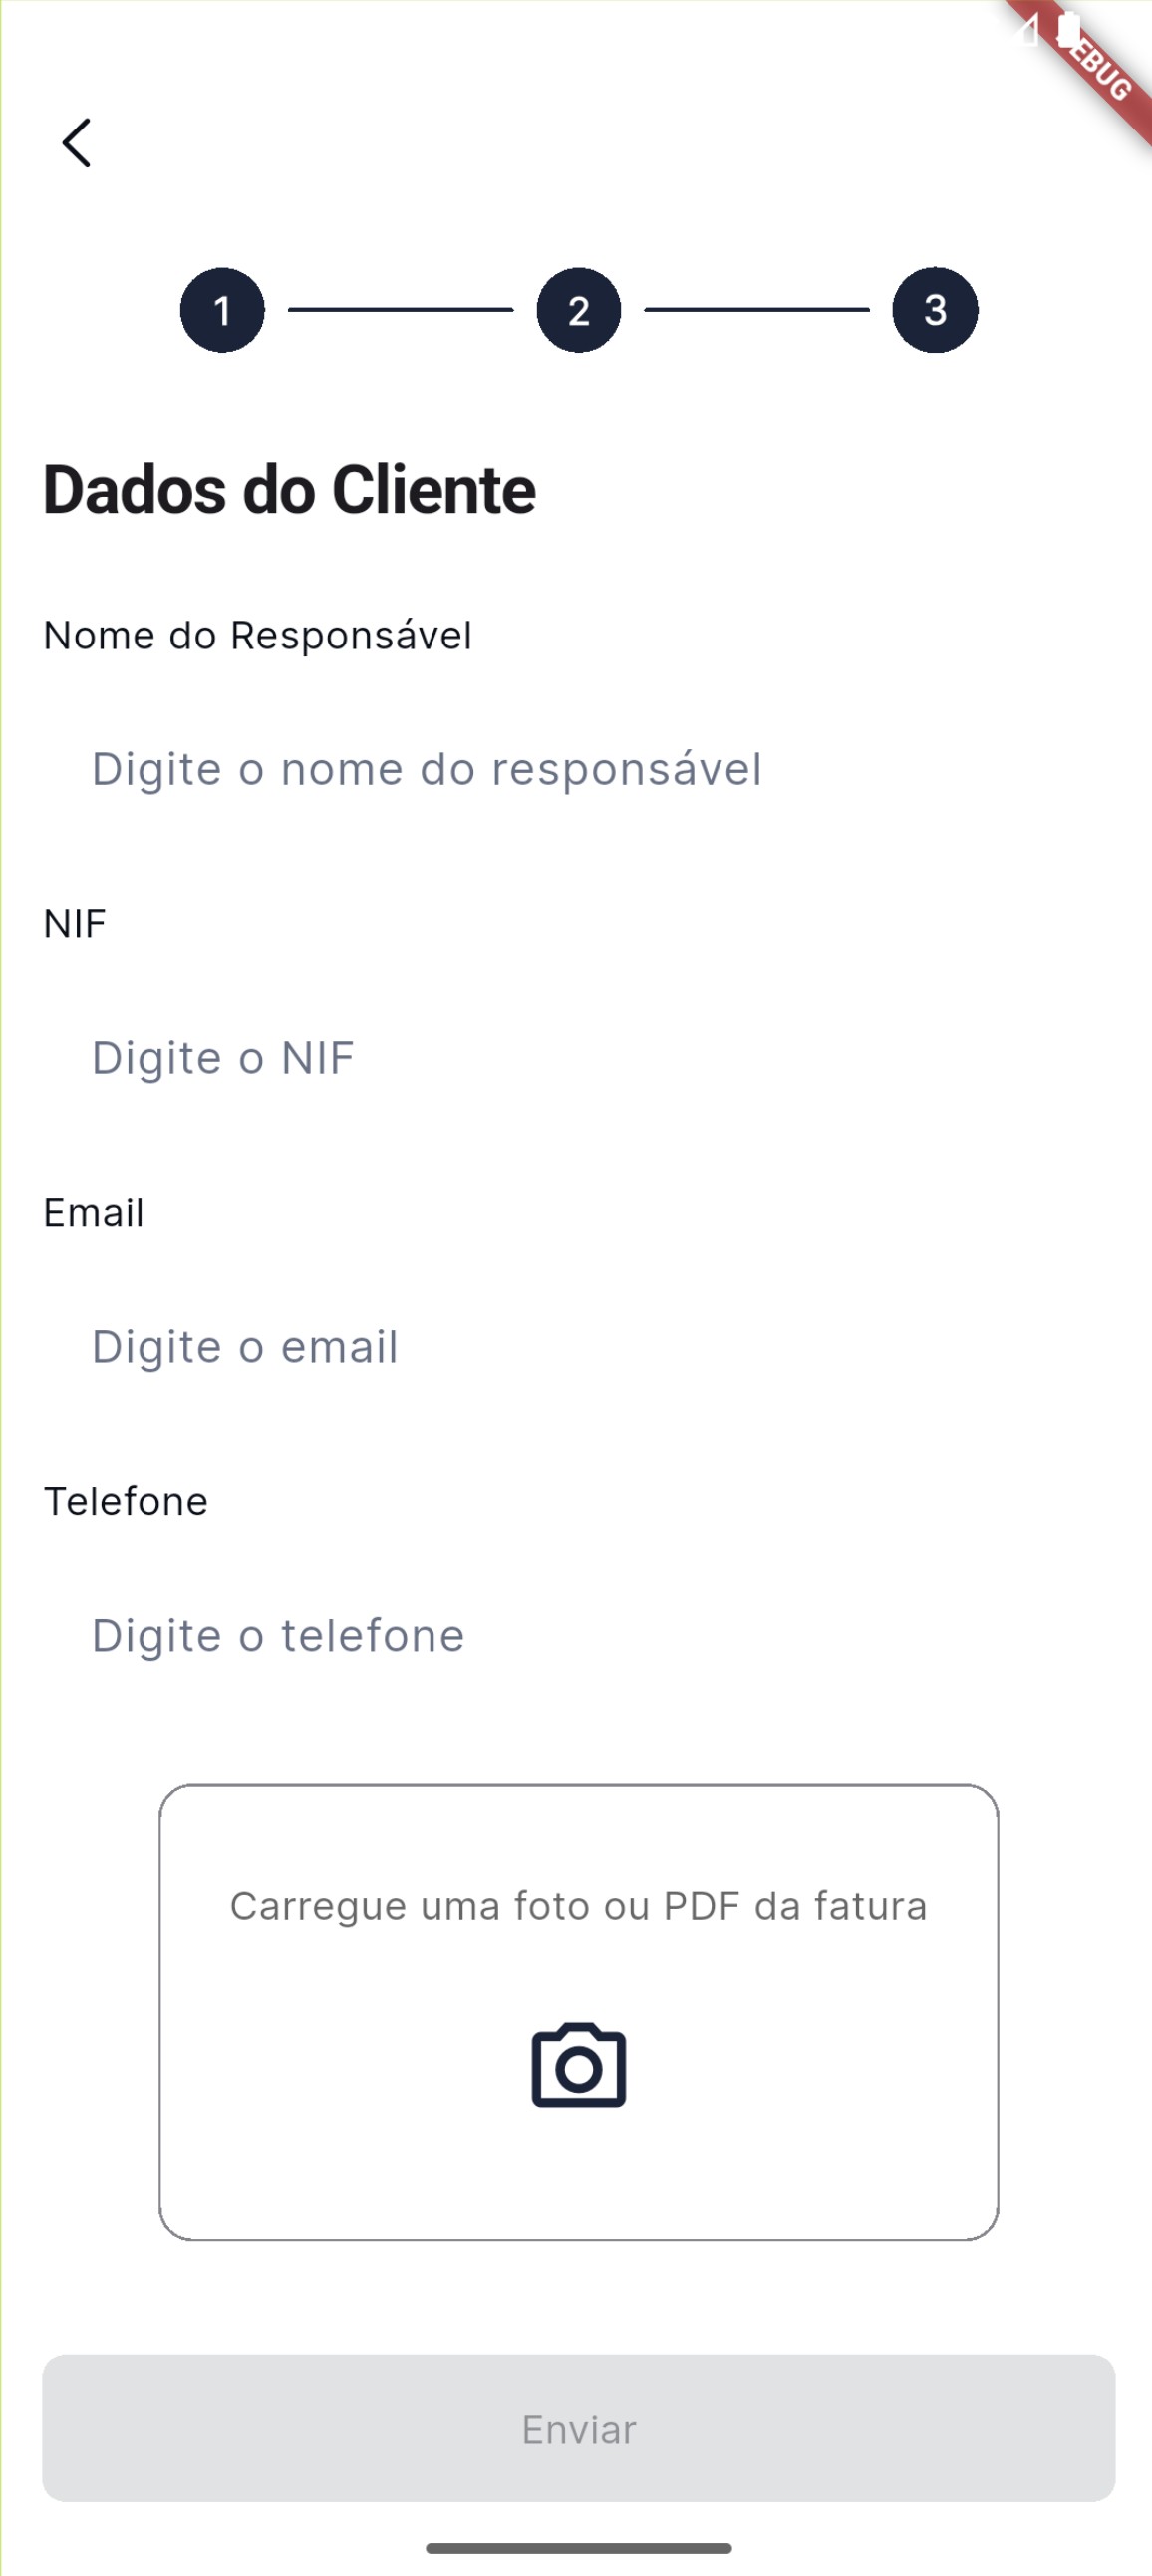 DEBUG
1 2 3
Dados do Cliente
Nome do Responsável
Digite o nome do responsável
NIF
Digite o NIF
Email
Digite o email
Telefone
Digite o telefone
Carregue uma foto ou PDF da fatura
Enviar